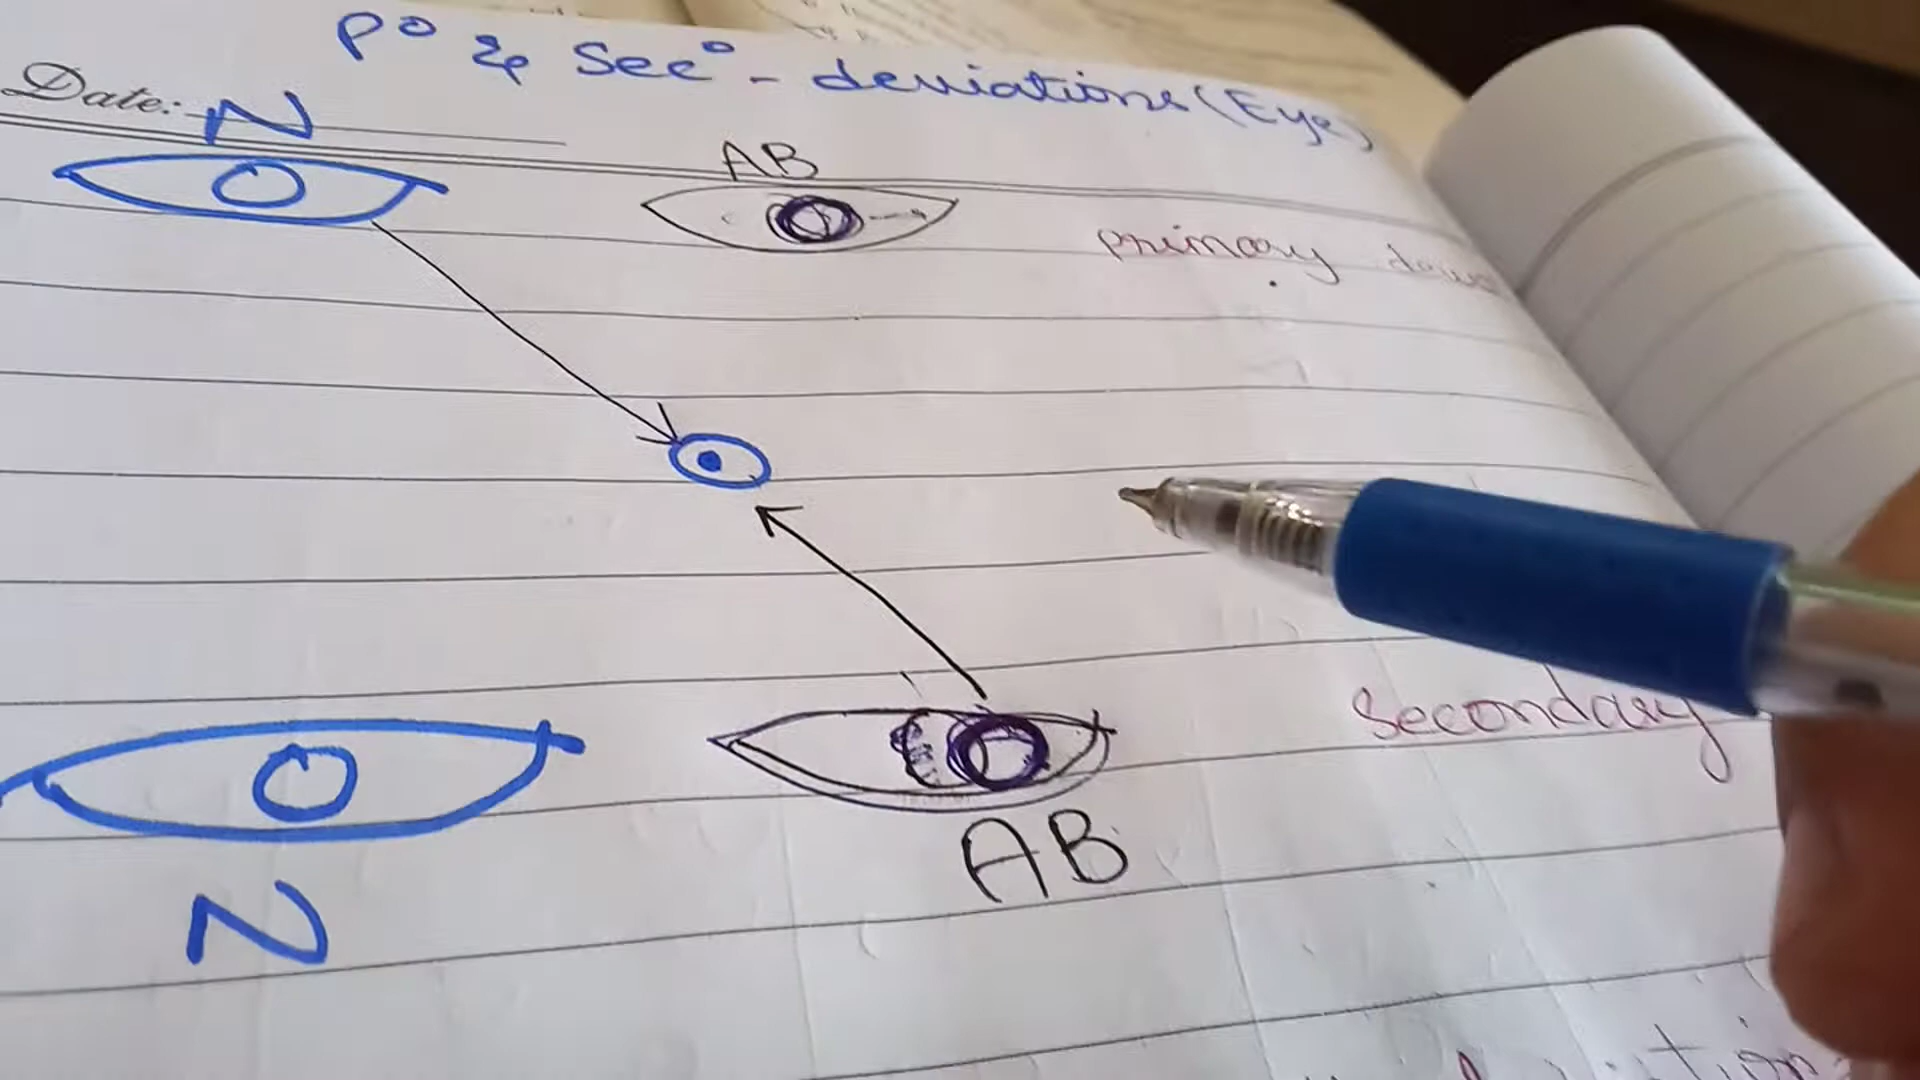 P° & Sec° - deviations (Eye)
Date: N
AB
primary
secondary
AB
N